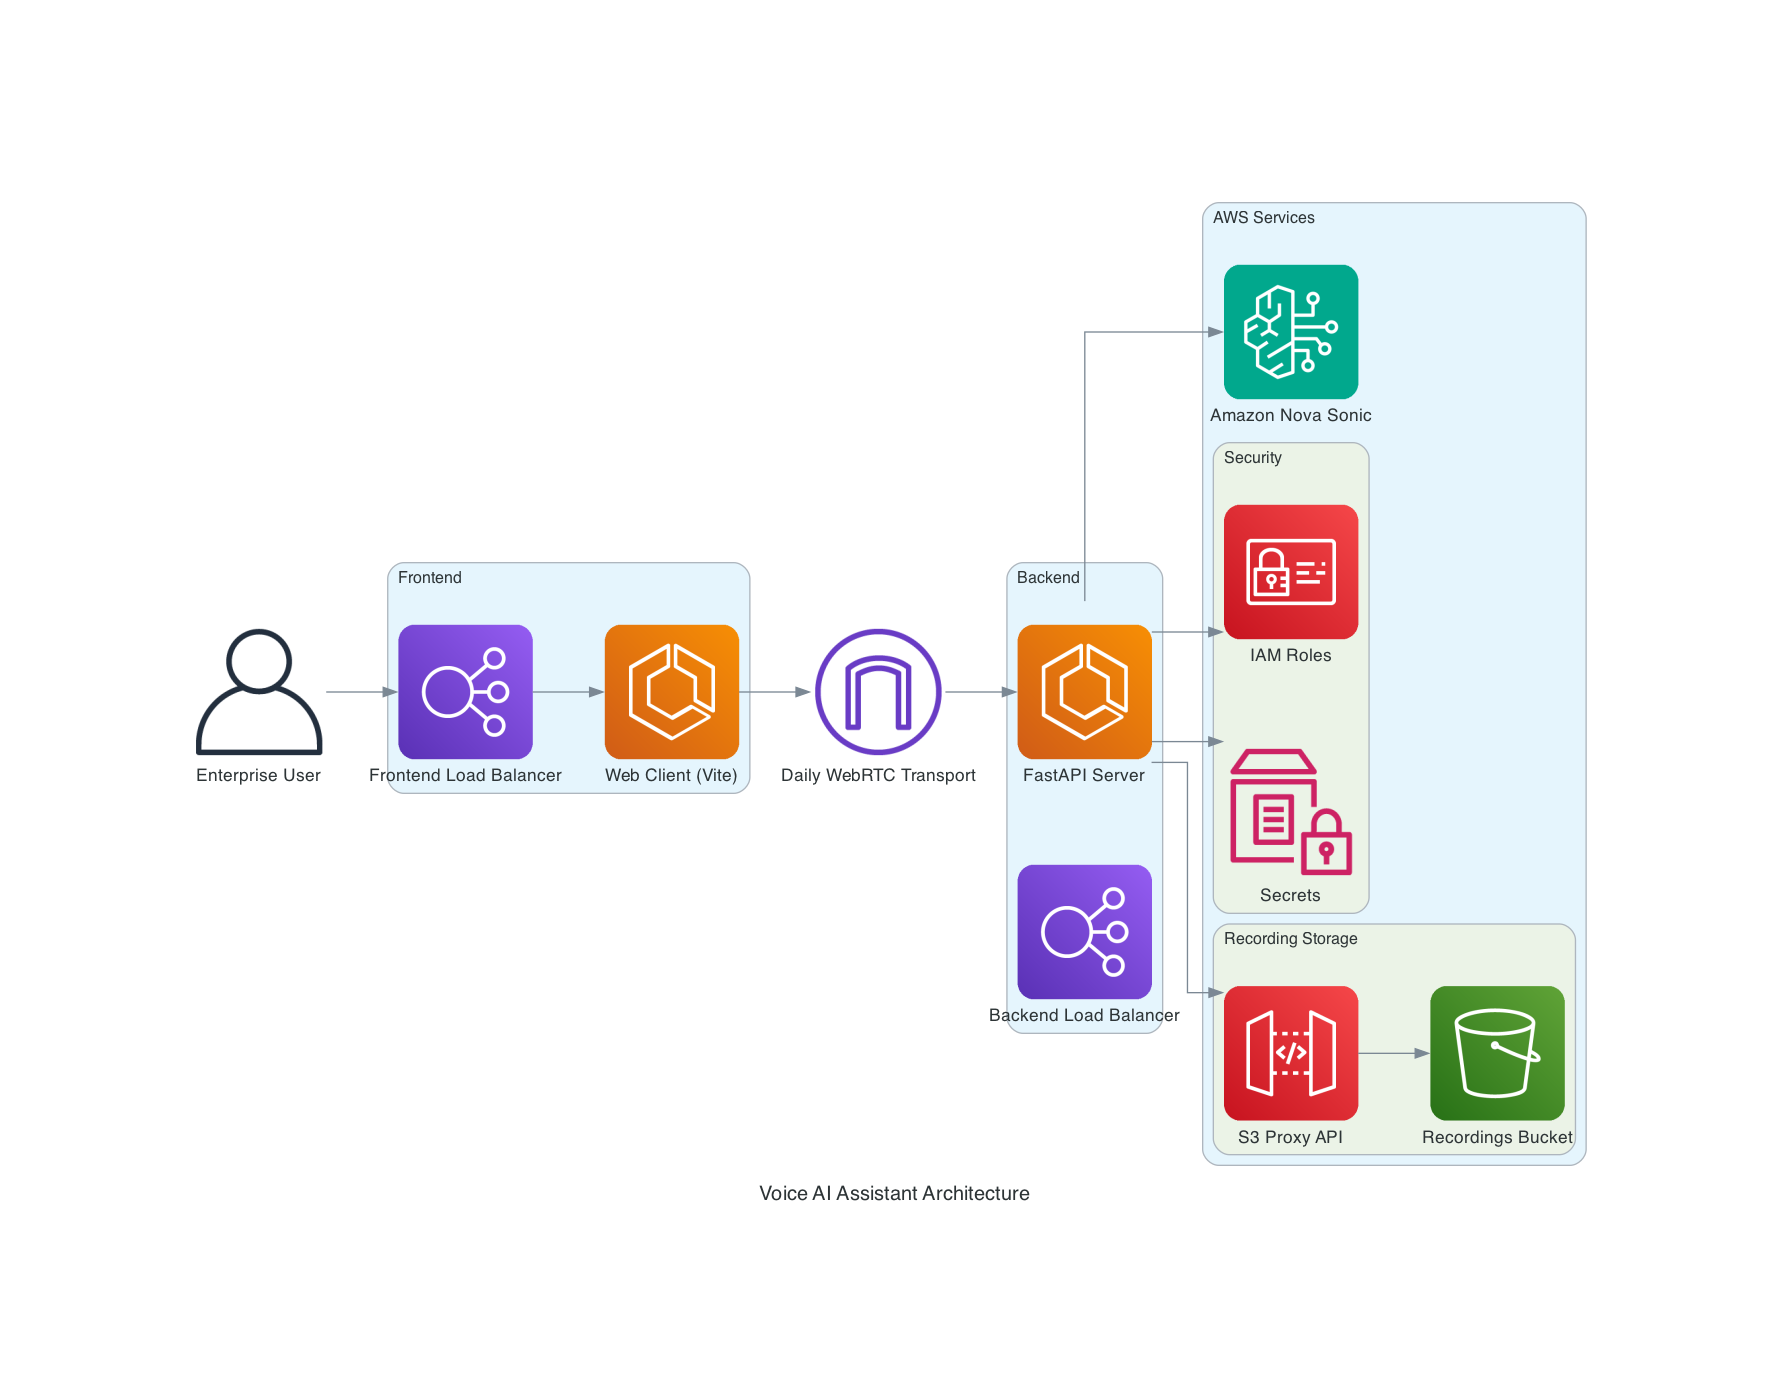 AWS Services
Amazon Nova Sonic
Security
IAM Roles
Frontend
Backend
Enterprise User
Frontend Load Balancer
Web Client (Vite)
Daily WebRTC Transport
FastAPI Server
Secrets
Recording Storage
Backend Load Balancer
</>
S3 Proxy API
Recordings Bucket
Voice AI Assistant Architecture